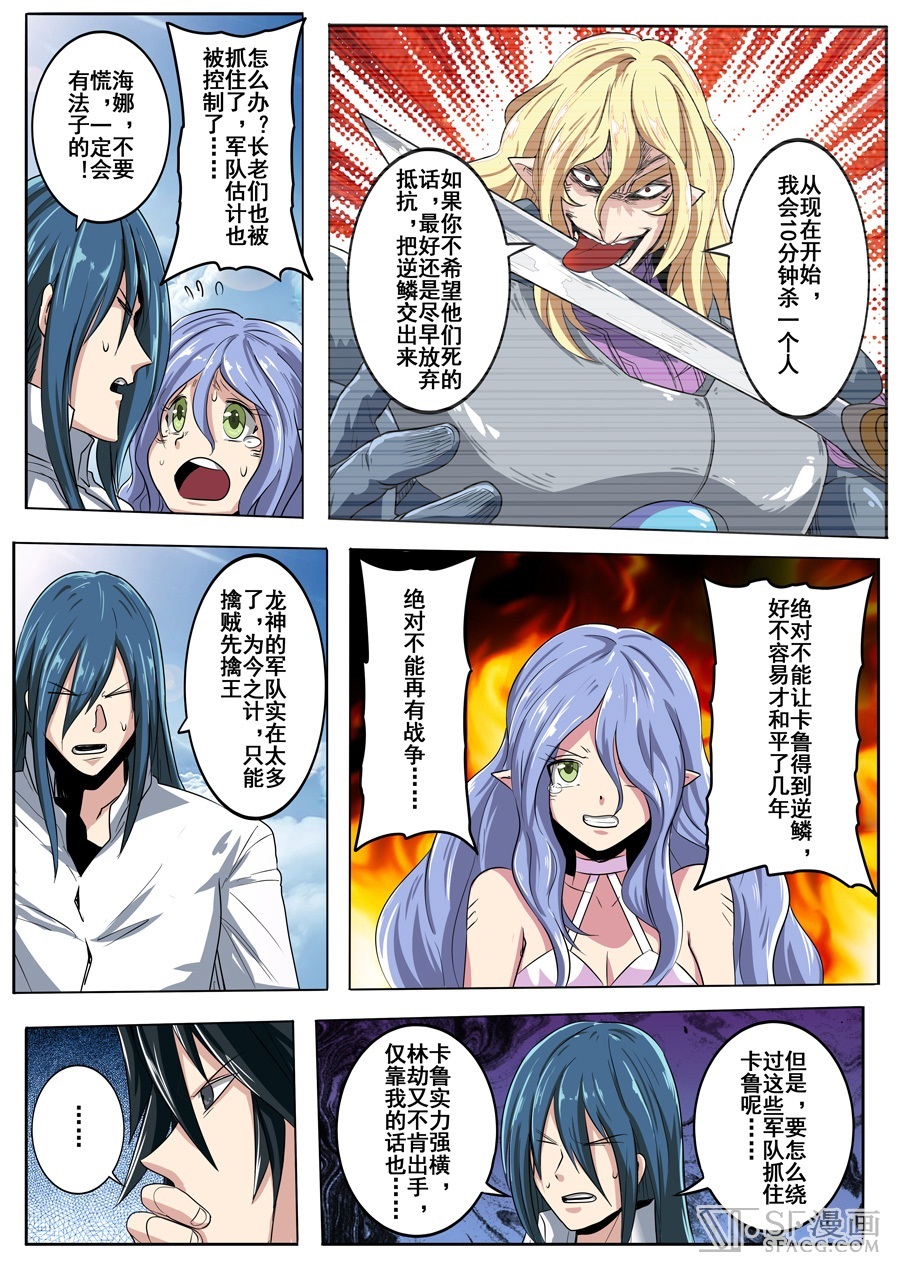 从现在开始，
我会10分钟杀一个人
如果你不希望他们死的
话，最好还是尽早放弃
抵抗，把逆鳞交出来
怎么办？长老们也被
抓住了，军队估计也
被控制了……
海娜，不要
慌，一定会
有法子的！
绝对不能让卡鲁得到逆鳞，
好不容易才和平了几年
绝对不能再有战争……
龙神的军队实在太多
了，为今之计，只能
擒贼先擒王
但是，要怎么绕
过这些军队抓住
卡鲁呢……
卡鲁实力强横，
林劫又不肯出手，
仅靠我的话也……
……
SF漫画
SFACG.COM